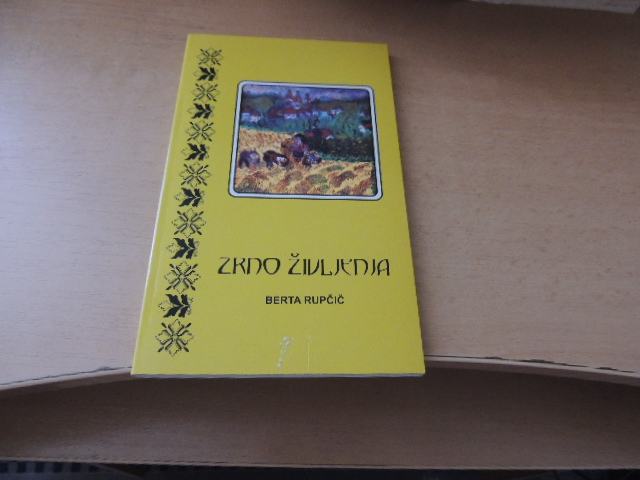 ZRNO ŽIVLJENJA
BERTA RUPČIČ